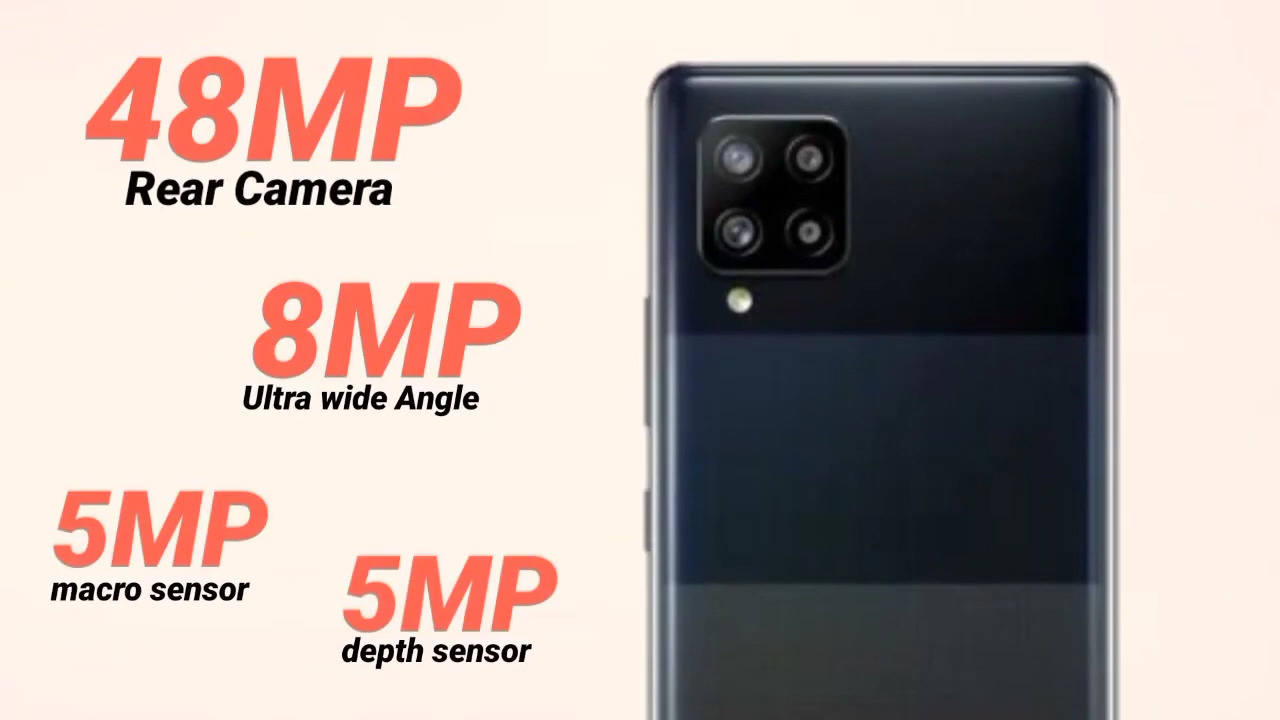 48MP
Rear Camera
8MP
Ultra wide Angle
5MP
macro sensor
5MP
depth sensor